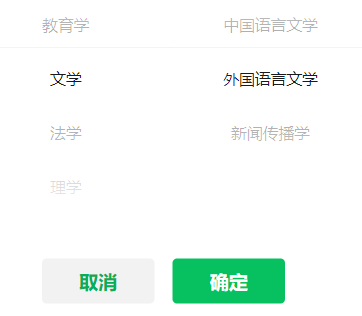 教育学 中国语言文学
文学 外国语言文学
法学 新闻传播学
理学
取消 确定